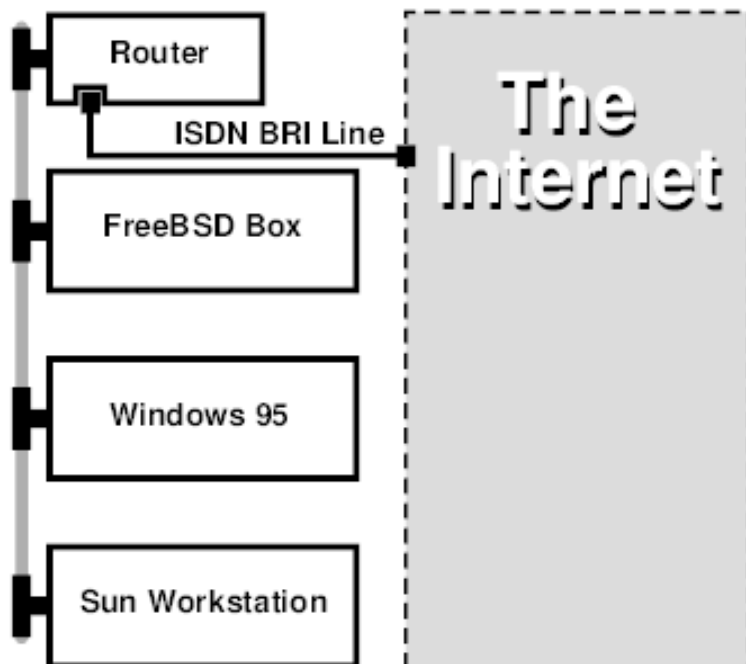 Router
ISDN BRI Line
The
Internet
FreeBSD Box
Windows 95
Sun Workstation